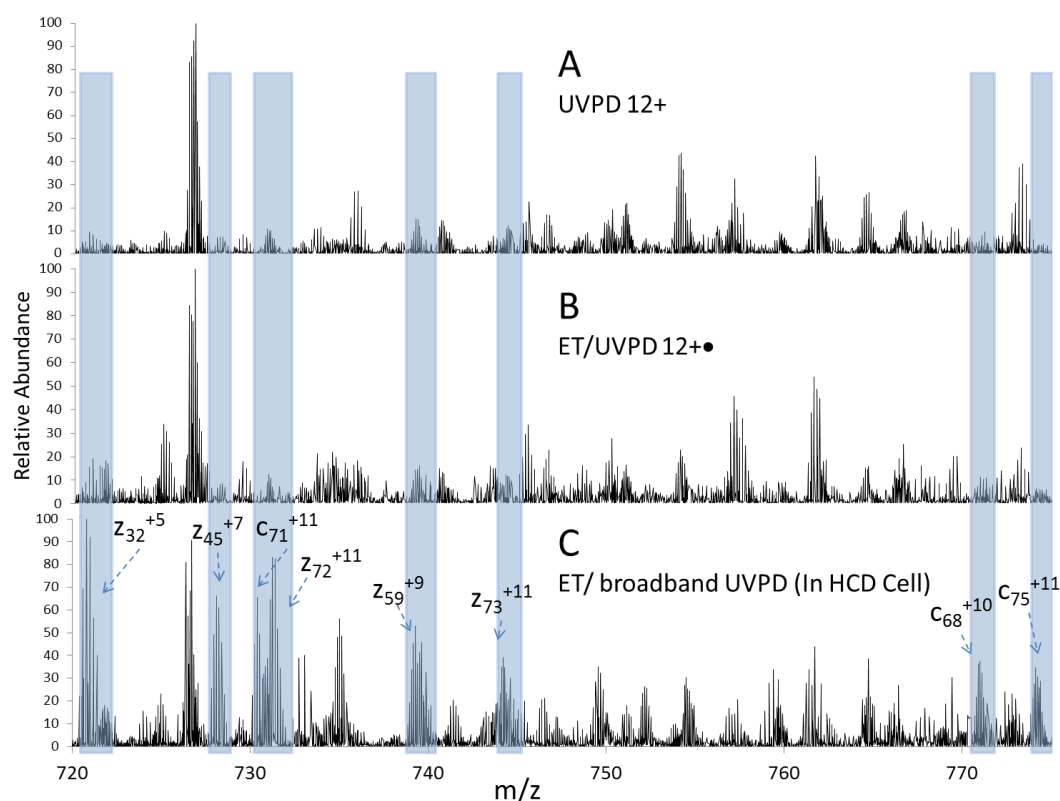 Relative Abundance
100
90
80
70
60
50
40
30
20
10
0
A
UVPD 12+
100
90
80
70
60
50
40
30
20
10
0
B
ET/UVPD 12+●
100
90
80
70
60
50
40
30
20
10
0
C
ET/ broadband UVPD (In HCD Cell)
z32+5
z45+7
c71+11
z72+11
z59+9
z73+11
c68+10
c75+11
720 730 740 750 760 770
m/z